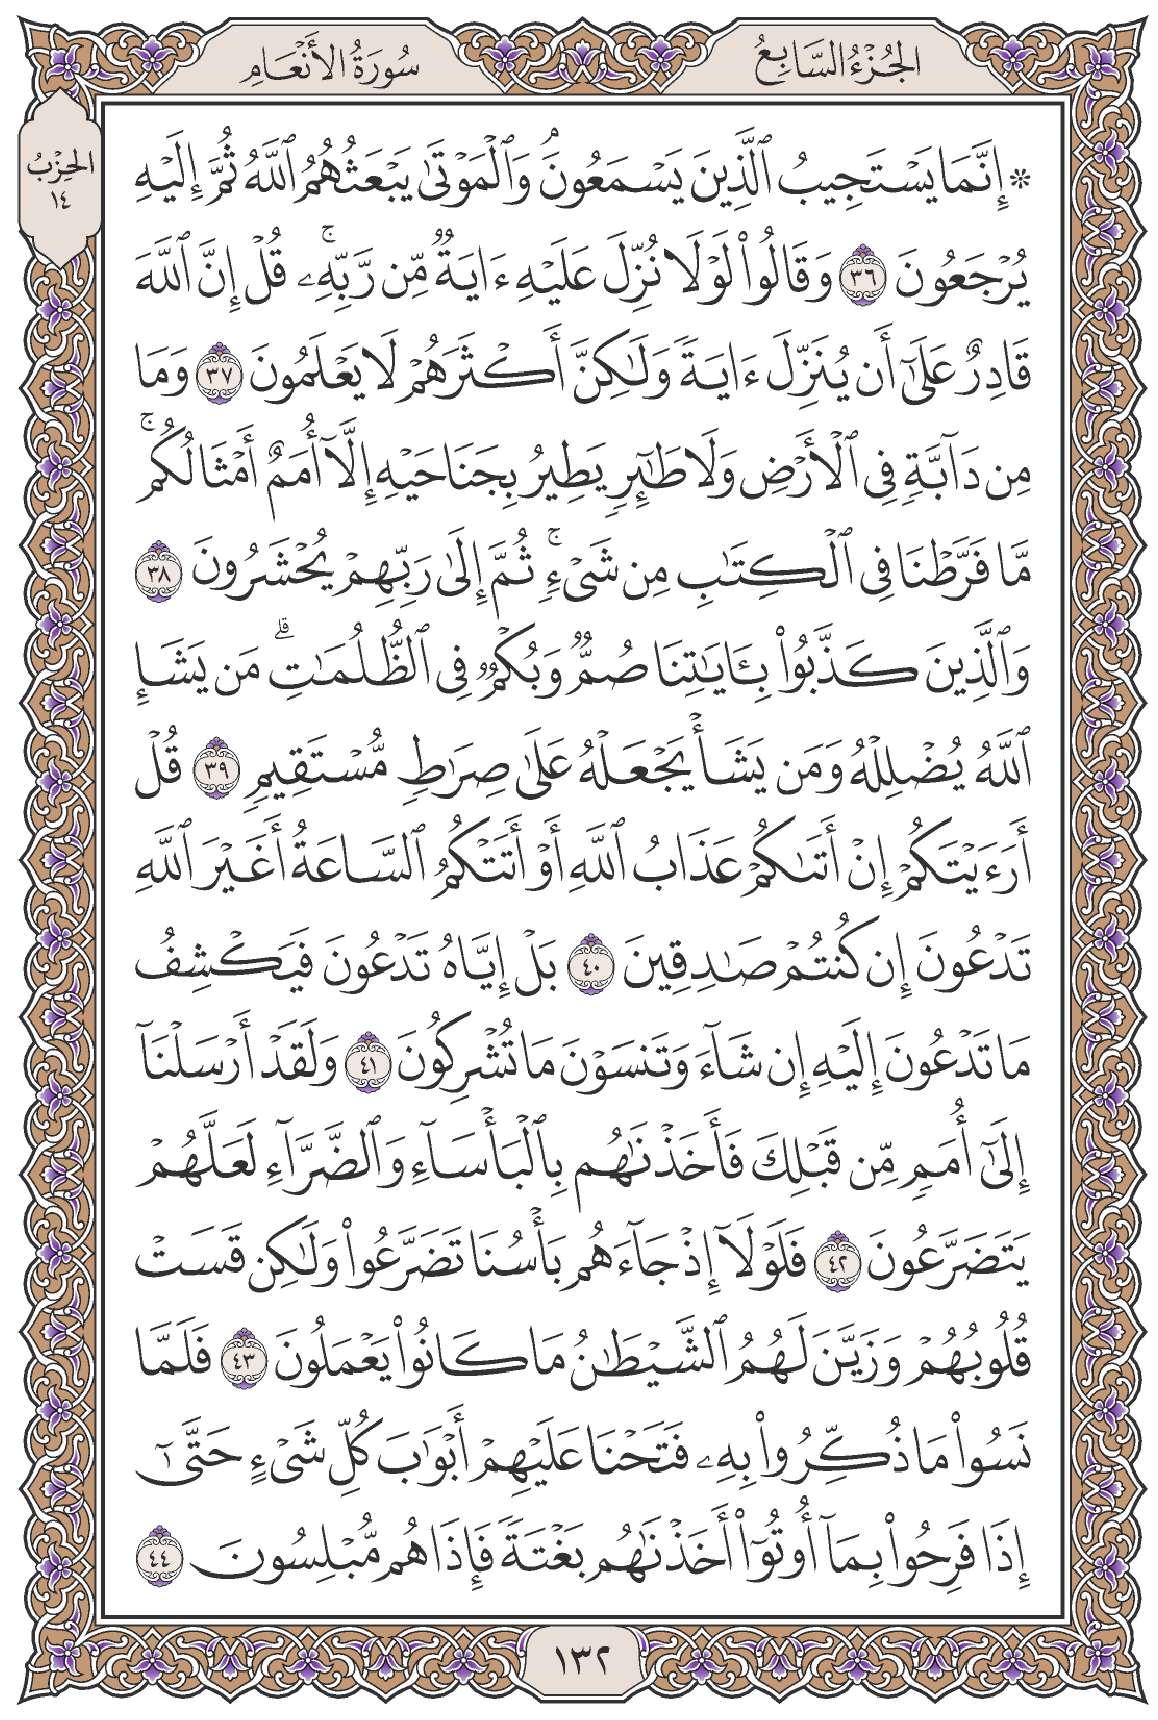 الجُزْءُ السَّابِعُ
سُورَةُ الأَنْعَامِ
الحِزْبُ
١٤
۞ إِنَّمَا يَسْتَجِيبُ ٱلَّذِينَ يَسْمَعُونَۘ وَٱلْمَوْتَىٰ يَبْعَثُهُمُ ٱللَّهُ ثُمَّ إِلَيْهِ
يُرْجَعُونَ ٣٦ وَقَالُوا۟ لَوْلَا نُزِّلَ عَلَيْهِ ءَايَةٌ مِّن رَّبِّهِۦۚ قُلْ إِنَّ ٱللَّهَ
قَادِرٌ عَلَىٰٓ أَن يُنَزِّلَ ءَايَةً وَلَٰكِنَّ أَكْثَرَهُمْ لَا يَعْلَمُونَ ٣٧ وَمَا
مِن دَآبَّةٍ فِى ٱلْأَرْضِ وَلَا طَٰٓئِرٍ يَطِيرُ بِجَنَاحَيْهِ إِلَّآ أُمَمٌ أَمْثَالُكُمۚ
مَّا فَرَّطْنَا فِى ٱلْكِتَٰبِ مِن شَىْءٍۚ ثُمَّ إِلَىٰ رَبِّهِمْ يُحْشَرُونَ ٣٨
وَٱلَّذِينَ كَذَّبُوا۟ بِـَٔايَٰتِنَا صُمٌّ وَبُكْمٌ فِى ٱلظُّلُمَٰتِۗ مَن يَشَإِ
ٱللَّهُ يُضْلِلْهُ وَمَن يَشَأْ يَجْعَلْهُ عَلَىٰ صِرَٰطٍ مُّسْتَقِيمٍ ٣٩ قُلْ
أَرَءَيْتَكُمْ إِنْ أَتَىٰكُمْ عَذَابُ ٱللَّهِ أَوْ أَتَتْكُمُ ٱلسَّاعَةُ أَغَيْرَ ٱللَّهِ
تَدْعُونَ إِن كُنتُمْ صَٰدِقِينَ ٤٠ بَلْ إِيَّاهُ تَدْعُونَ فَيَكْشِفُ
مَا تَدْعُونَ إِلَيْهِ إِن شَآءَ وَتَنسَوْنَ مَا تُشْرِكُونَ ٤١ وَلَقَدْ أَرْسَلْنَآ
إِلَىٰٓ أُمَمٍ مِّن قَبْلِكَ فَأَخَذْنَٰهُم بِٱلْبَأْسَآءِ وَٱلضَّرَّآءِ لَعَلَّهُمْ
يَتَضَرَّعُونَ ٤٢ فَلَوْلَآ إِذْ جَآءَهُم بَأْسُنَا تَضَرَّعُوا۟ وَلَٰكِن قَسَتْ
قُلُوبُهُمْ وَزَيَّنَ لَهُمُ ٱلشَّيْطَٰنُ مَا كَانُوا۟ يَعْمَلُونَ ٤٣ فَلَمَّا
نَسُوا۟ مَا ذُكِّرُوا۟ بِهِۦ فَتَحْنَا عَلَيْهِمْ أَبْوَٰبَ كُلِّ شَىْءٍ حَتَّىٰٓ
إِذَا فَرِحُوا۟ بِمَآ أُوتُوٓا۟ أَخَذْنَٰهُم بَغْتَةً فَإِذَا هُم مُّبْلِسُونَ ٤٤
١٣٢